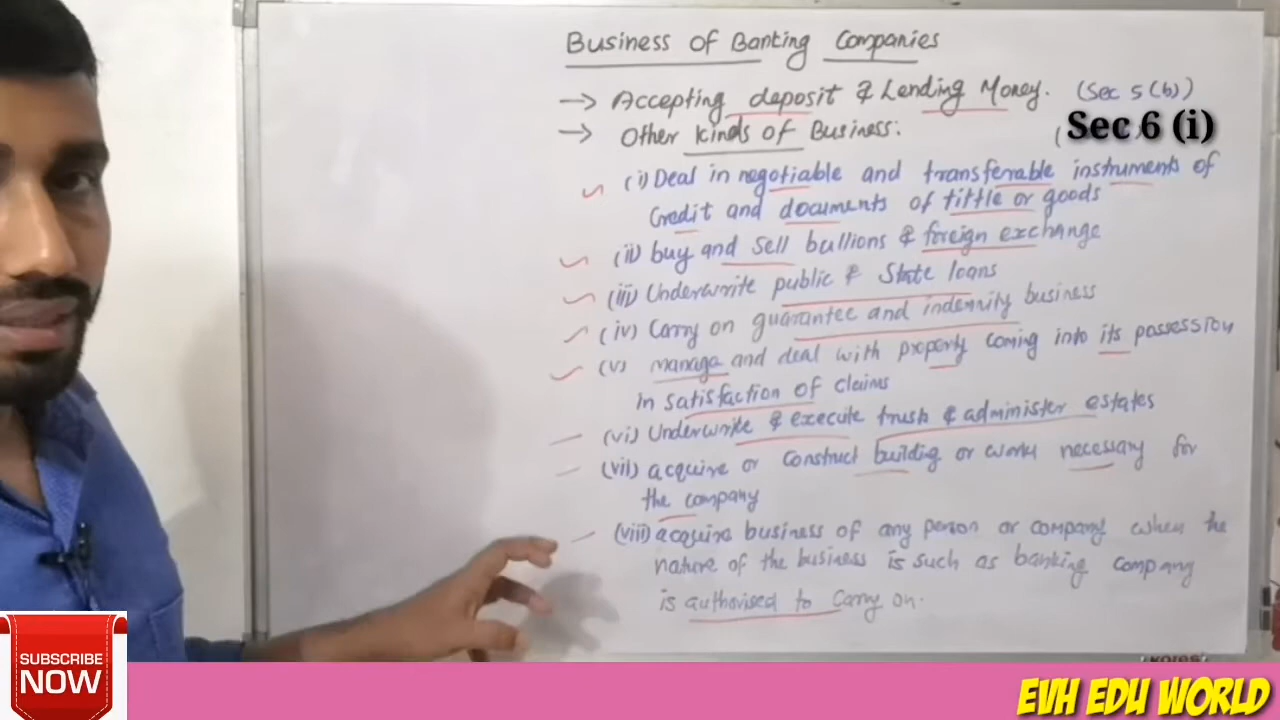 Business of Banking Companies
→ Accepting deposit & Lending Money. (Sec 5(b))
→ Other kinds of Business: ( Sec 6 (i)
(i) Deal in negotiable and transferable instruments of
Credit and documents of tittle or goods
(ii) buy and sell bullions & foreign exchange
(iii) Underwrite public & State loans
(iv) Carry on guarantee and indemnity business
(v) managa and deal with property coming into its possession
in satisfaction of claims
(vi) Underwrite & execute trush & administer estates
(vii) acquire or construct building or works necessary for
the company
(viii) acquire business of any person or company when the
nature of the business is such as banking company
is authorised to carry on.
kores
SUBSCRIBE
NOW
EVH EDU WORLD